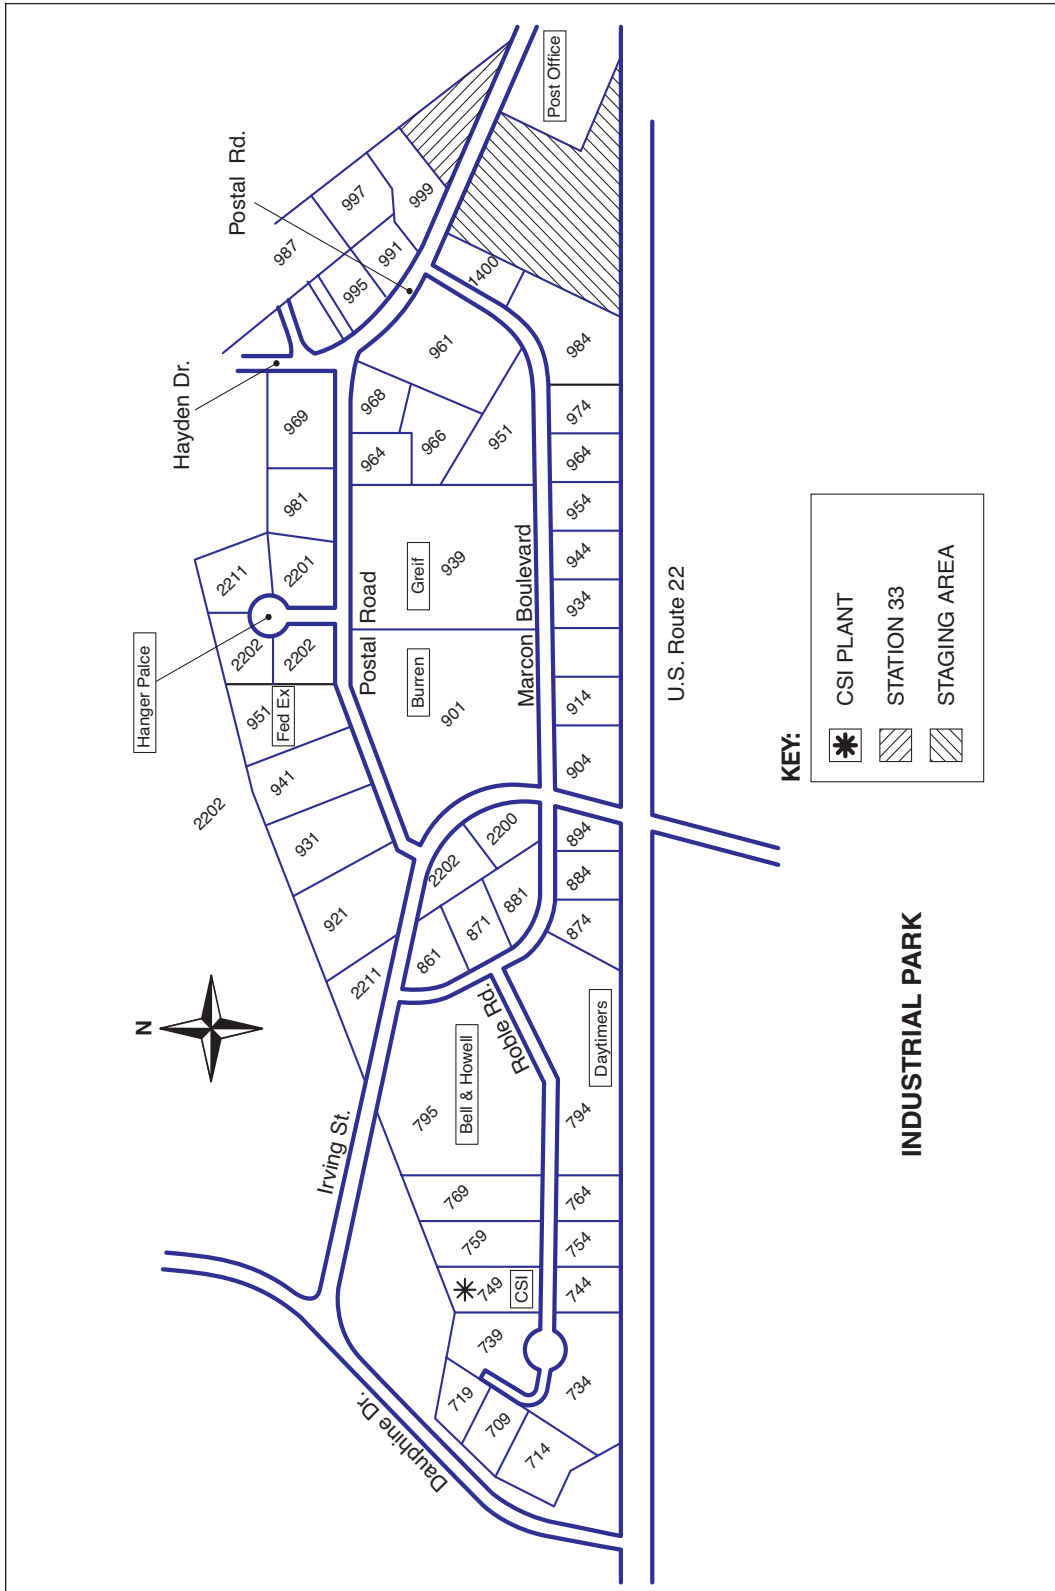 N
Dauphine Dr.
Irving St.
Roble Rd.
Hanger Palce
Hayden Dr.
Postal Rd.
Postal Road
Marcon Boulevard
U.S. Route 22
719
709
714
739
734
749
CSI
744
759
754
769
764
795
Bell & Howell
794
Daytimers
2211
861
871
881
2202
2200
874
884
894
921
931
941
2202
951
Fed Ex
2202
2202
2211
2201
981
969
901
Burren
939
Greif
964
968
966
951
961
904
914
934
944
954
964
974
984
1400
995
991
987
997
999
Post Office
KEY:
CSI PLANT
STATION 33
STAGING AREA
INDUSTRIAL PARK